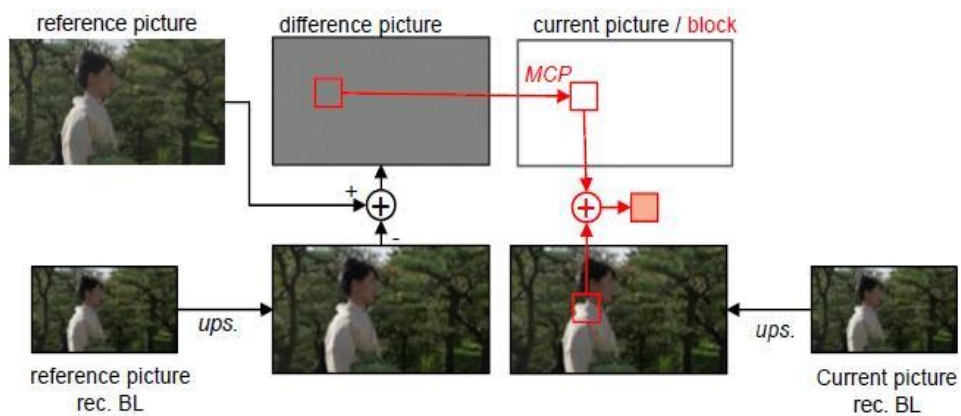 reference picture
difference picture
current picture / block
MCP
+
-
ups.
ups.
reference picture
rec. BL
Current picture
rec. BL